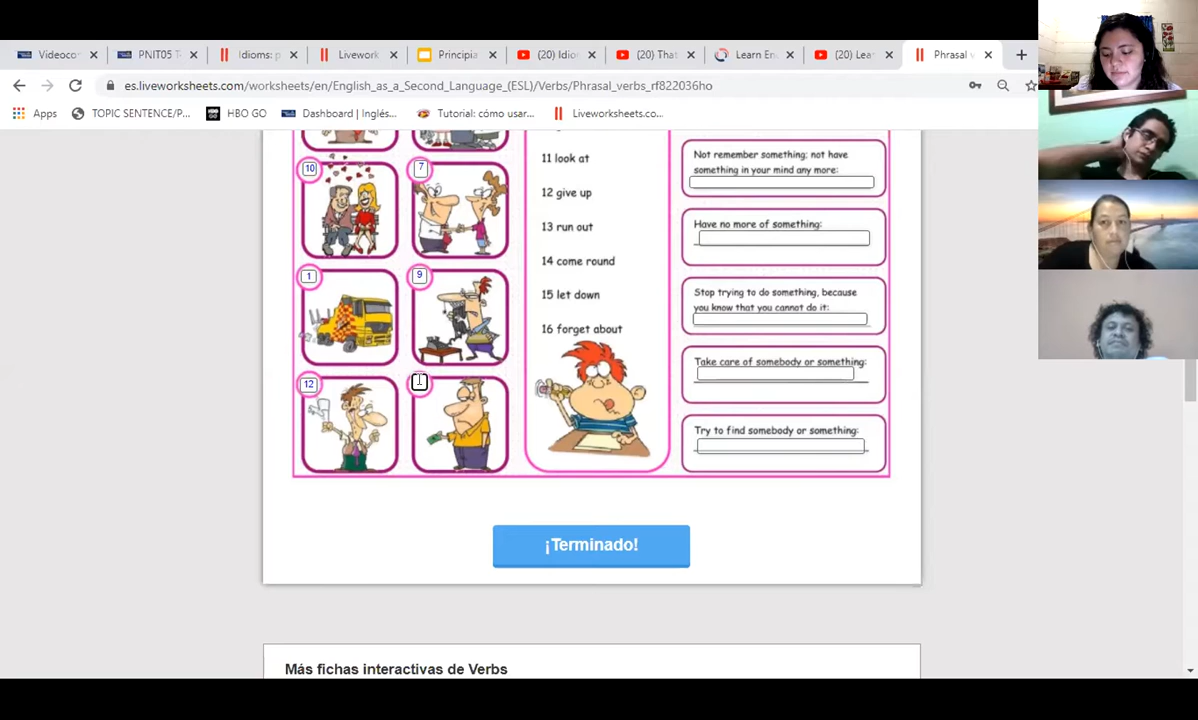 Videocor
PNIT05 T
Idioms: p
Livework
Principia
(20) Idio
(20) That
Learn En
(20) Lear
Phrasal v
es.liveworksheets.com/worksheets/en/English_as_a_Second_Language_(ESL)/Verbs/Phrasal_verbs_rf822036ho
Apps
TOPIC SENTENCE/P...
HBO GO
Dashboard | Inglés...
Tutorial: cómo usar...
Liveworksheets.co...
10
7
1
9
12
11 look at
12 give up
13 run out
14 come round
15 let down
16 forget about
Not remember something; not have
something in your mind any more:
Have no more of something:
Stop trying to do something, because
you know that you cannot do it:
Take care of somebody or something:
Try to find somebody or something:
¡Terminado!
Más fichas interactivas de Verbs